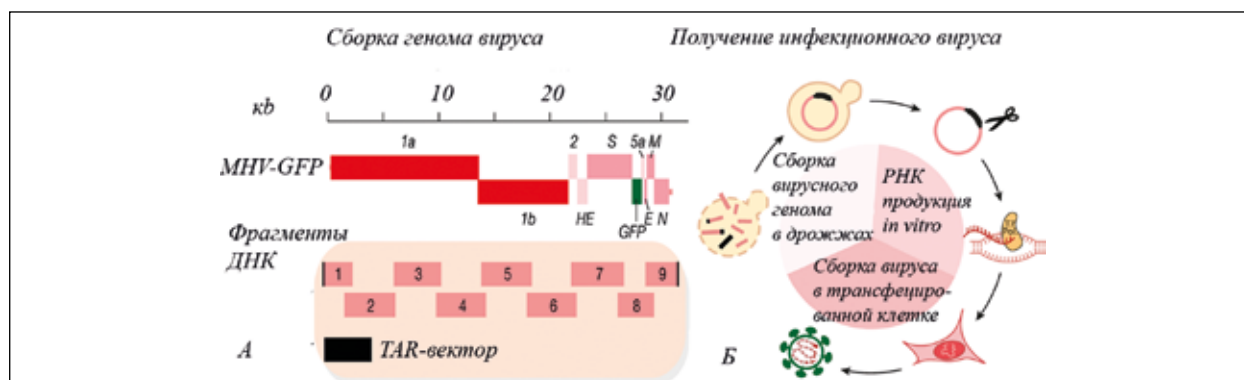 Сборка генома вируса
Получение инфекционного вируса
кb
0 10 20 30
1a 2 S 5a M
MHV-GFP
1b HE GFP E N
Фрагменты
ДНК
1 3 5 7 9
2 4 6 8
А
TAR-вектор
Сборка
вирусного
генома
в дрожжах
РНК
продукция
in vitro
Сборка вируса
в трансфециро-
ванной клетке
Б